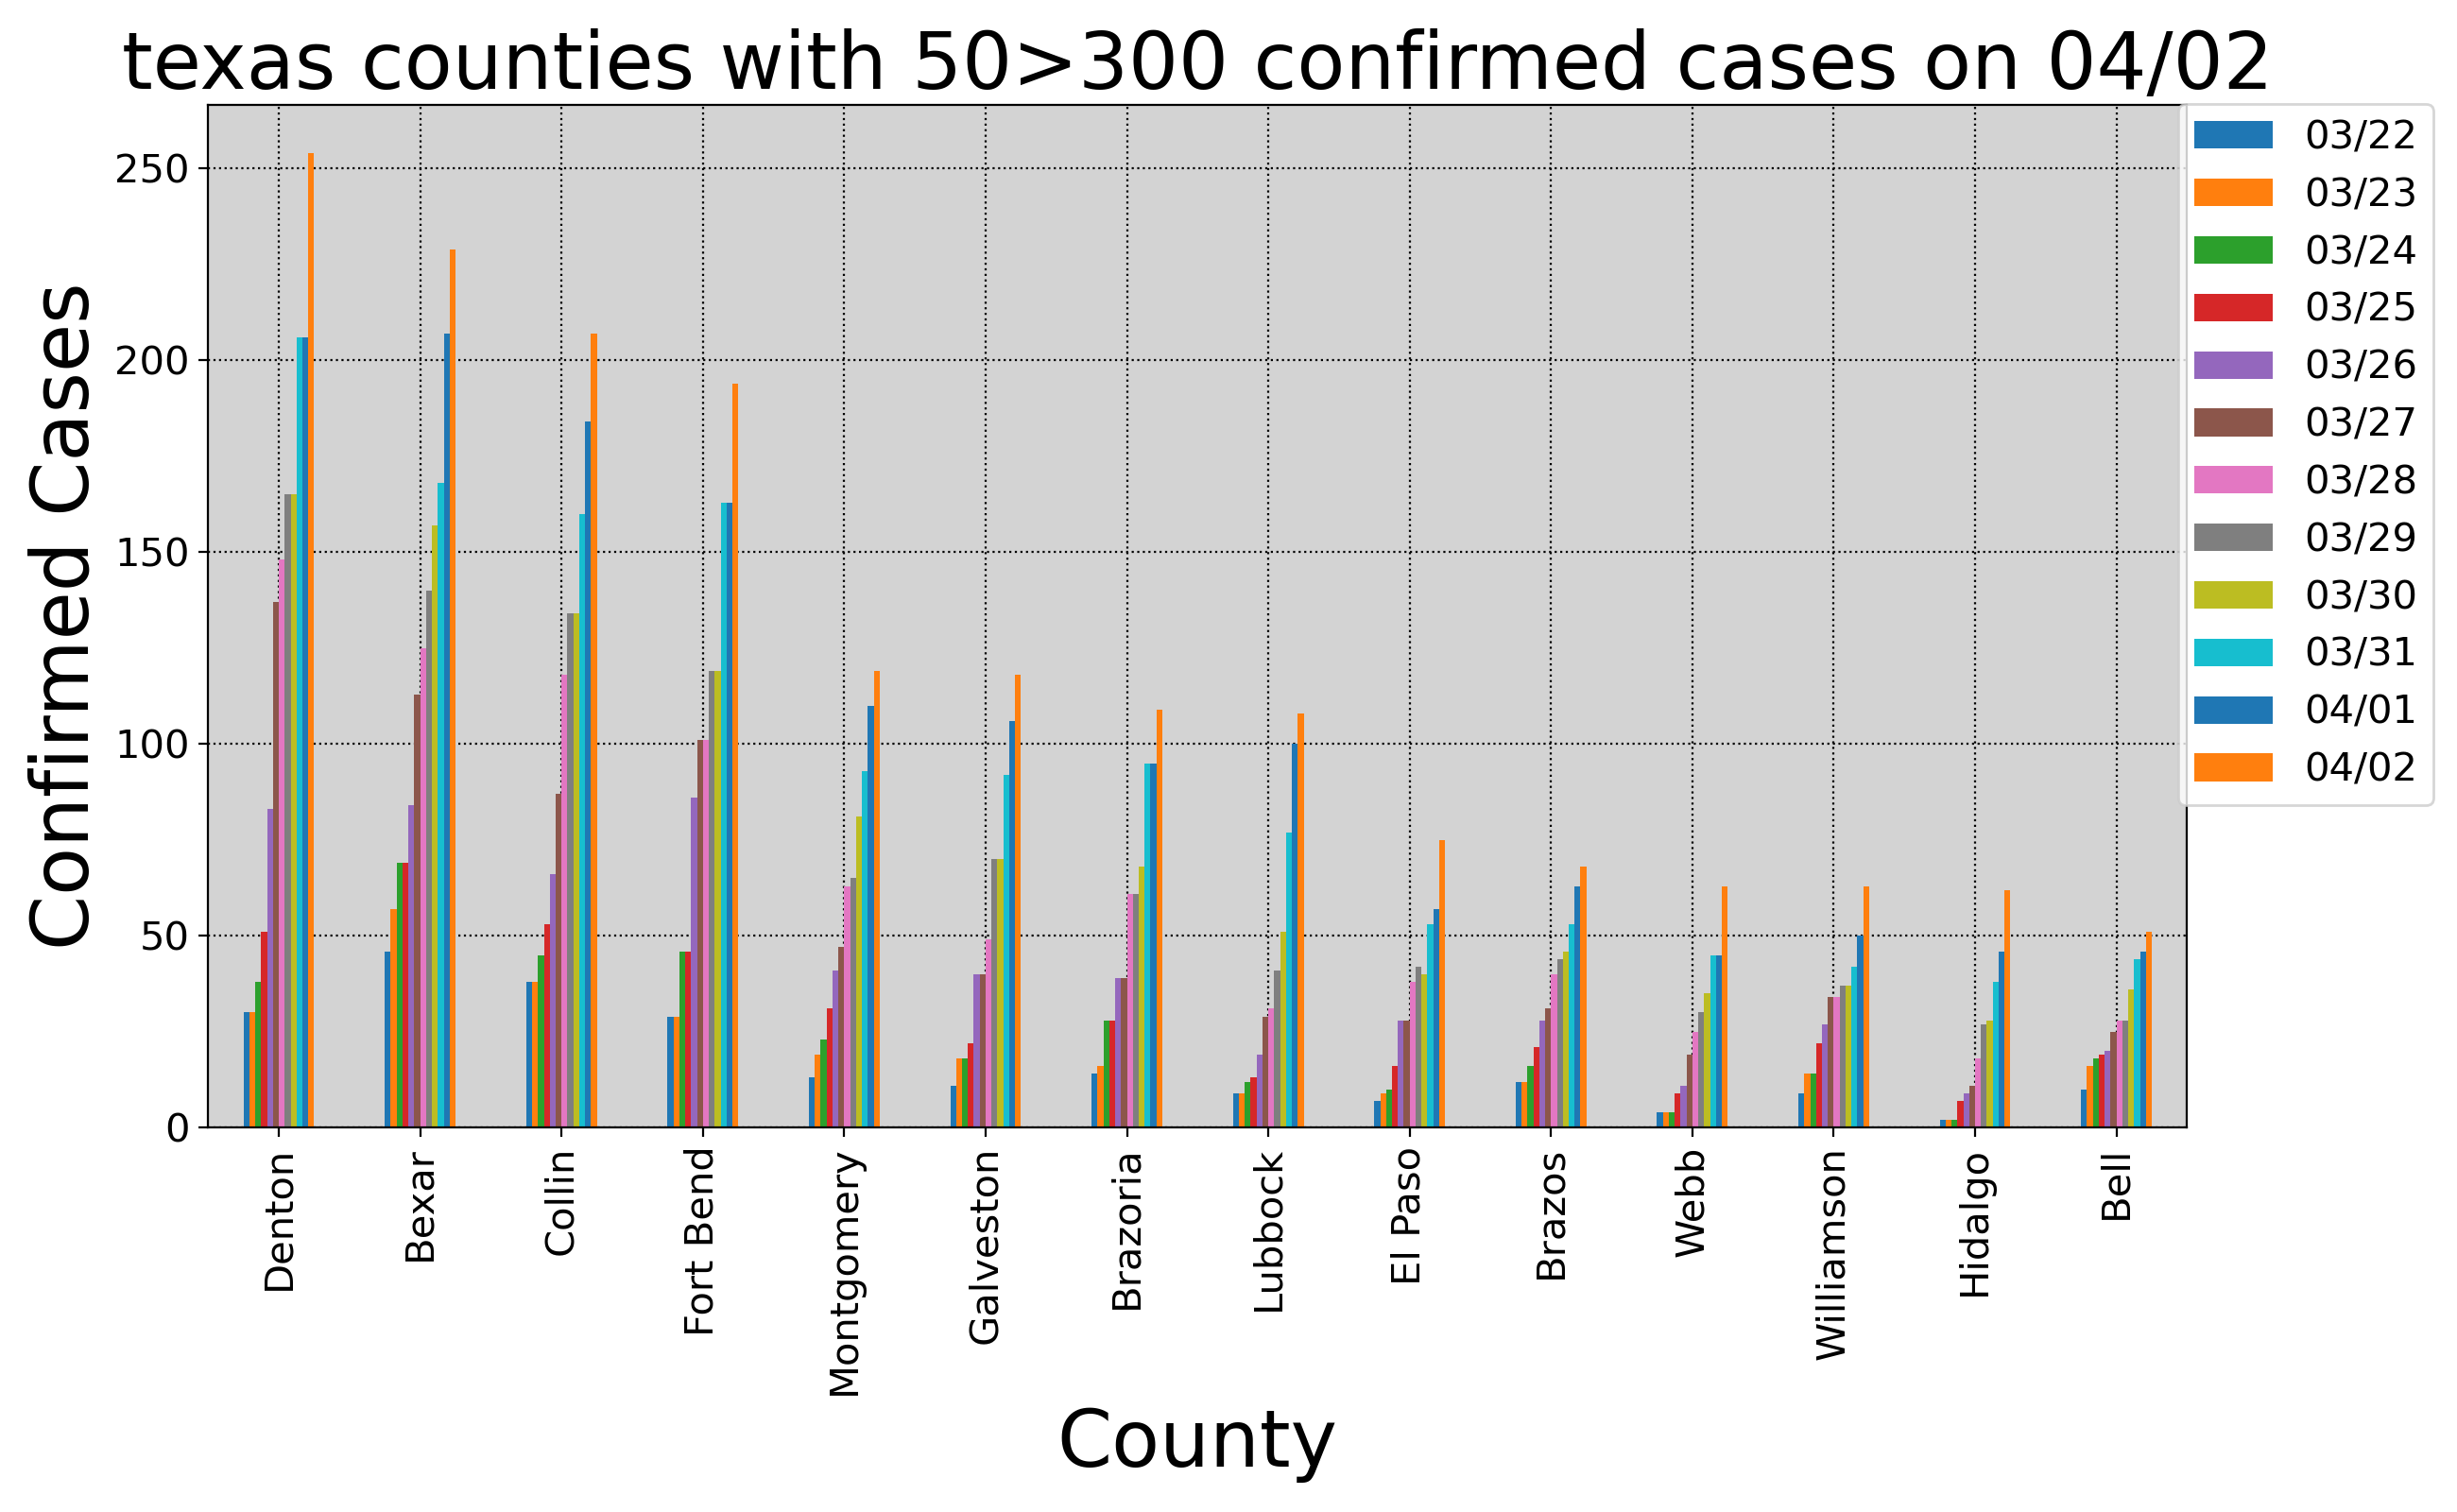 texas counties with 50>300 confirmed cases on 04/02
Confirmed Cases
250
200
150
100
50
0
03/22
03/23
03/24
03/25
03/26
03/27
03/28
03/29
03/30
03/31
04/01
04/02
Denton
Bexar
Collin
Fort Bend
Montgomery
Galveston
Brazoria
Lubbock
El Paso
Brazos
Webb
Williamson
Hidalgo
Bell
County